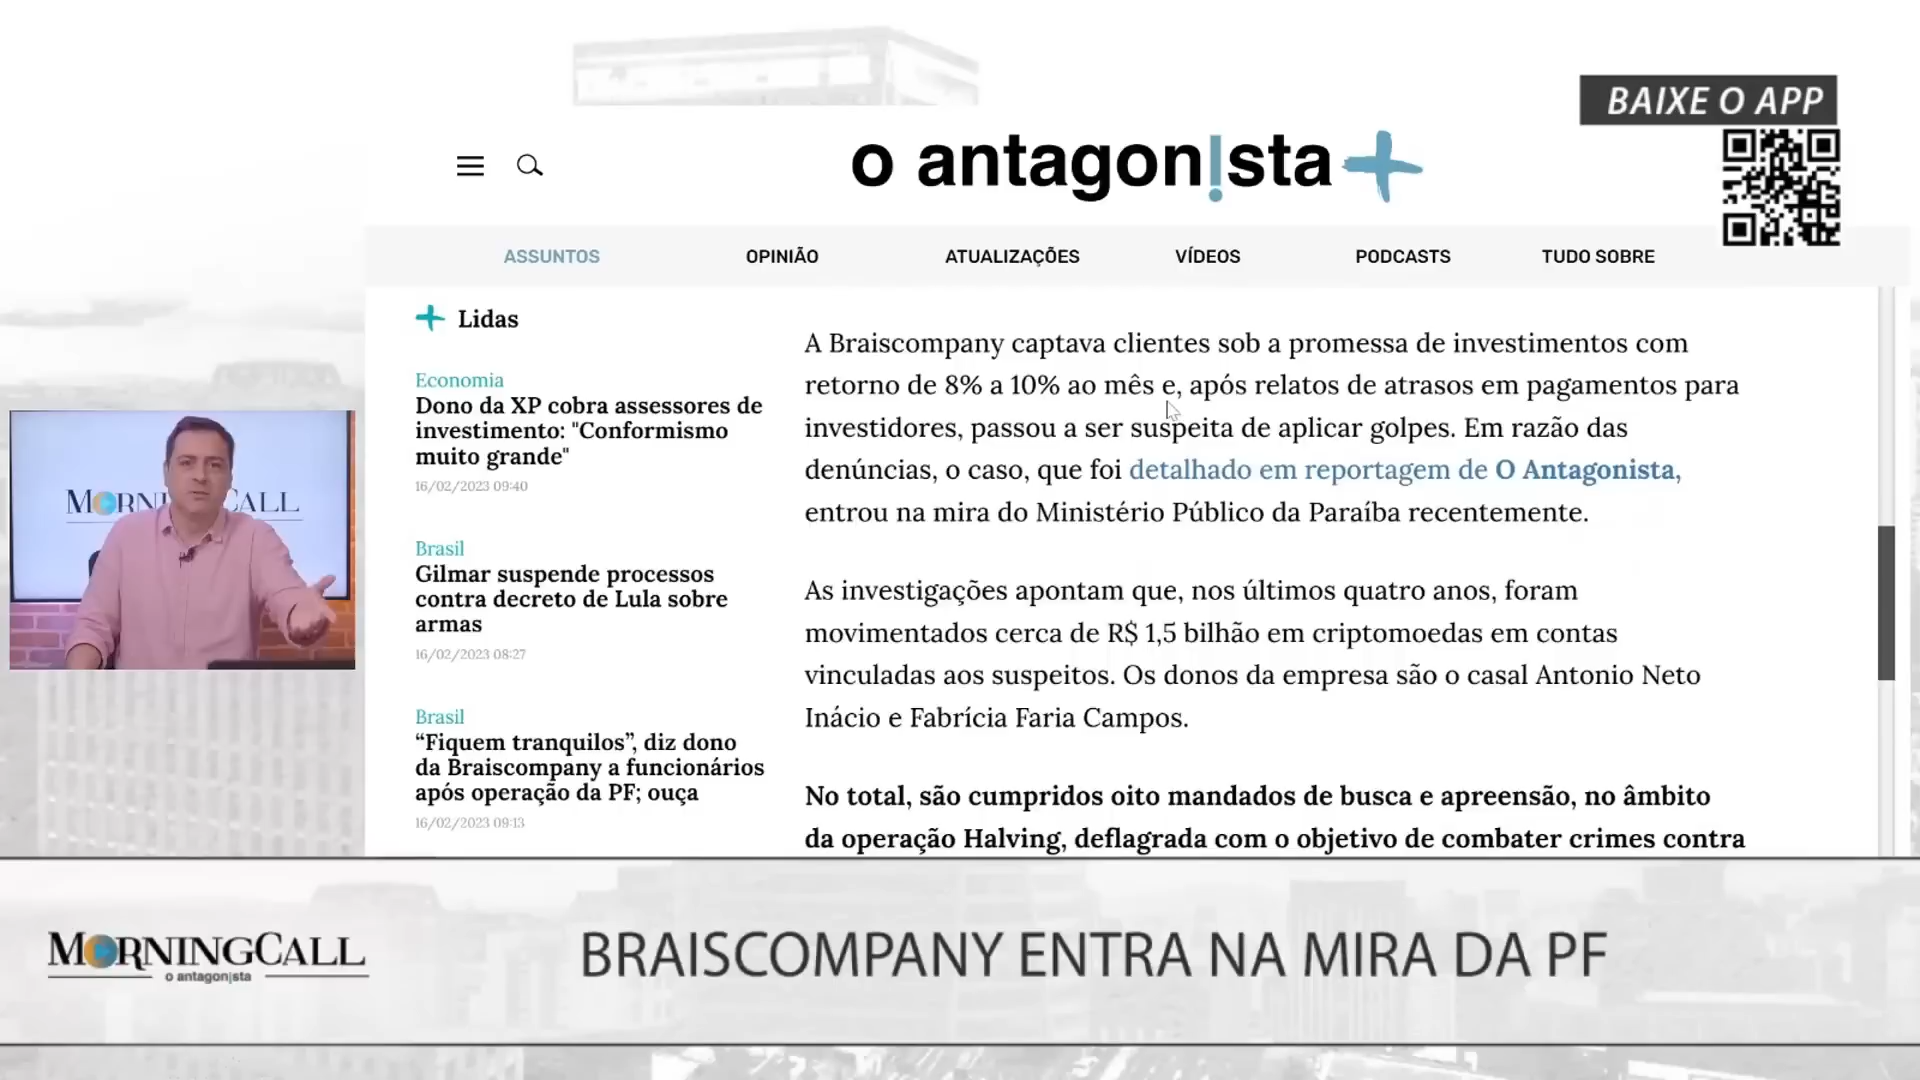 BAIXE O APP
o antagon!sta+
ASSUNTOS
OPINIÃO
ATUALIZAÇÕES
VÍDEOS
PODCASTS
TUDO SOBRE
+ Lidas
Economia
Dono da XP cobra assessores de
investimento: "Conformismo
muito grande"
16/02/2023 09:40
Brasil
Gilmar suspende processos
contra decreto de Lula sobre
armas
16/02/2023 08:27
Brasil
“Fiquem tranquilos”, diz dono
da Braiscompany a funcionários
após operação da PF; ouça
16/02/2023 09:13
A Braiscompany captava clientes sob a promessa de investimentos com
retorno de 8% a 10% ao mês e, após relatos de atrasos em pagamentos para
investidores, passou a ser suspeita de aplicar golpes. Em razão das
denúncias, o caso, que foi detalhado em reportagem de O Antagonista,
entrou na mira do Ministério Público da Paraíba recentemente.
As investigações apontam que, nos últimos quatro anos, foram
movimentados cerca de R$ 1,5 bilhão em criptomoedas em contas
vinculadas aos suspeitos. Os donos da empresa são o casal Antonio Neto
Inácio e Fabrícia Faria Campos.
No total, são cumpridos oito mandados de busca e apreensão, no âmbito
da operação Halving, deflagrada com o objetivo de combater crimes contra
MORNINGCALL
o antagon!sta
BRAISCOMPANY ENTRA NA MIRA DA PF